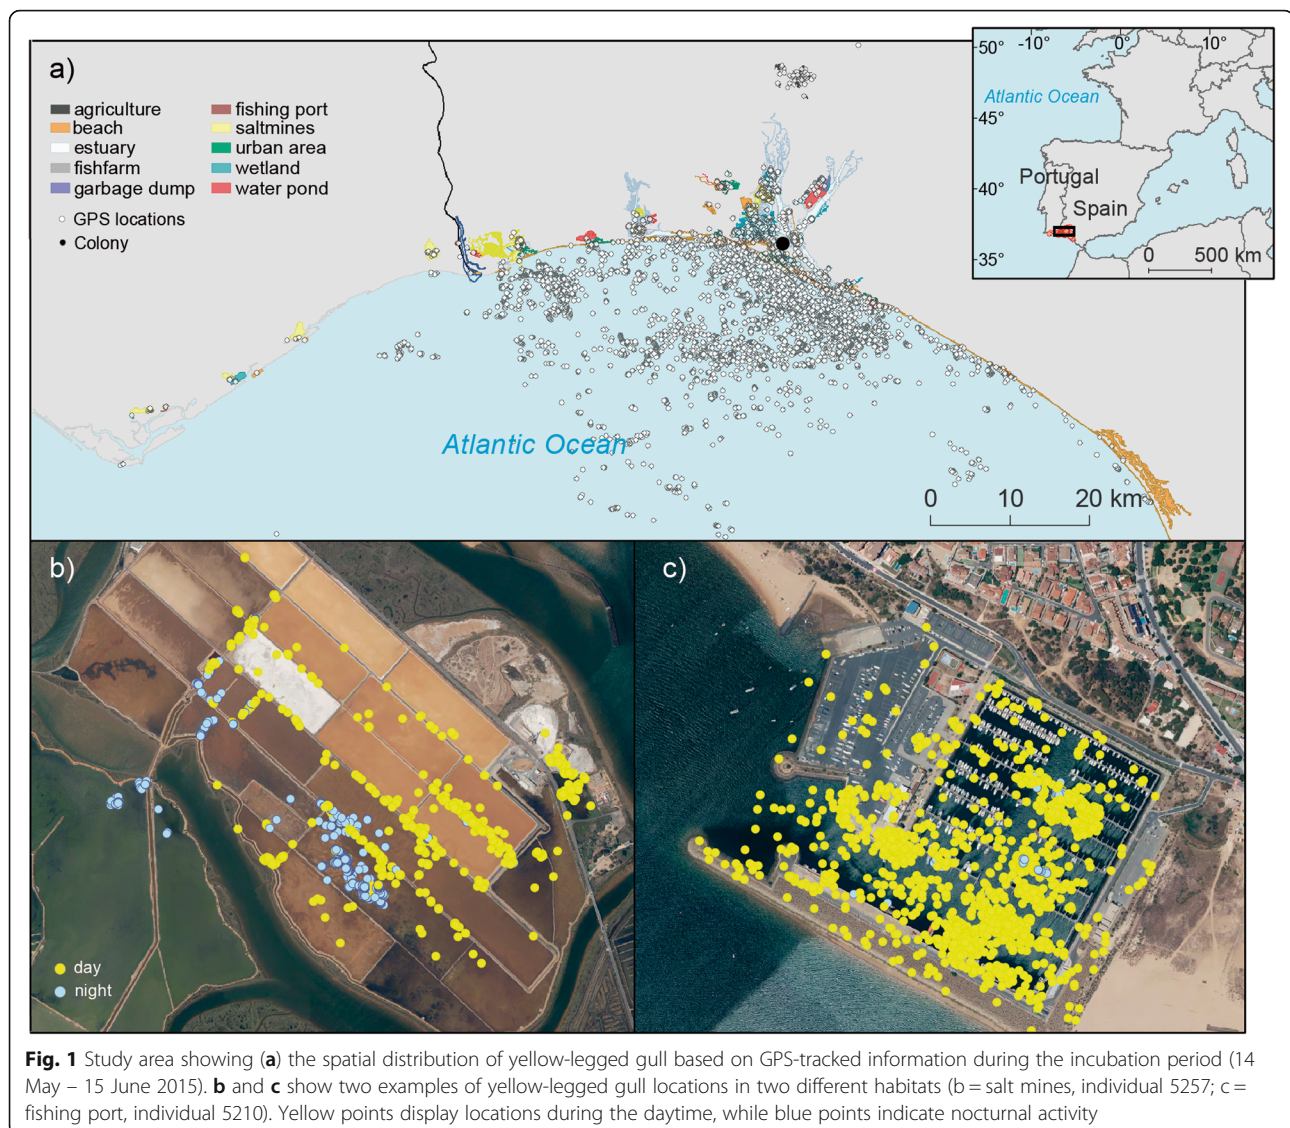 a)
agriculture
beach
estuary
fishfarm
garbage dump
fishing port
saltmines
urban area
wetland
water pond
GPS locations
Colony
Atlantic Ocean
0 10 20 km
50° -10° 0° 10°
Atlantic Ocean
45°
40°
Portugal
Spain
35°
0 500 km
b)
day
night
c)
Fig. 1 Study area showing (a) the spatial distribution of yellow-legged gull based on GPS-tracked information during the incubation period (14
May – 15 June 2015). b and c show two examples of yellow-legged gull locations in two different habitats (b = salt mines, individual 5257; c =
fishing port, individual 5210). Yellow points display locations during the daytime, while blue points indicate nocturnal activity